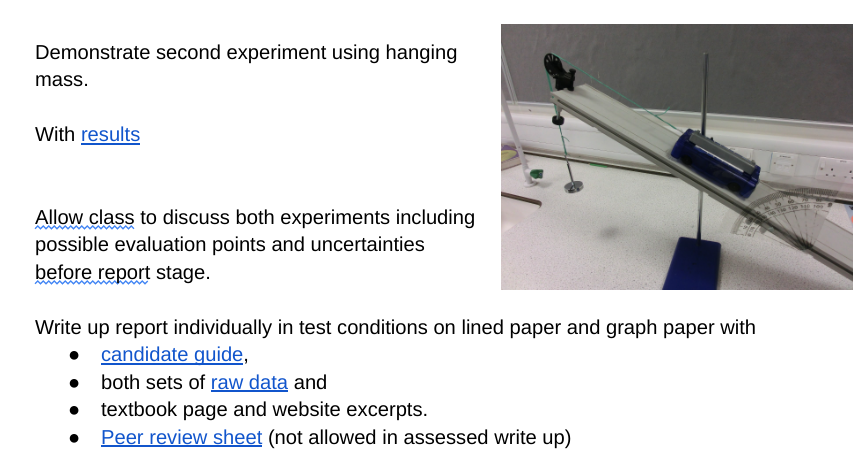 Demonstrate second experiment using hanging
mass.
With results
Allow class to discuss both experiments including
possible evaluation points and uncertainties
before report stage.
Write up report individually in test conditions on lined paper and graph paper with
● candidate guide,
● both sets of raw data and
● textbook page and website excerpts.
● Peer review sheet (not allowed in assessed write up)